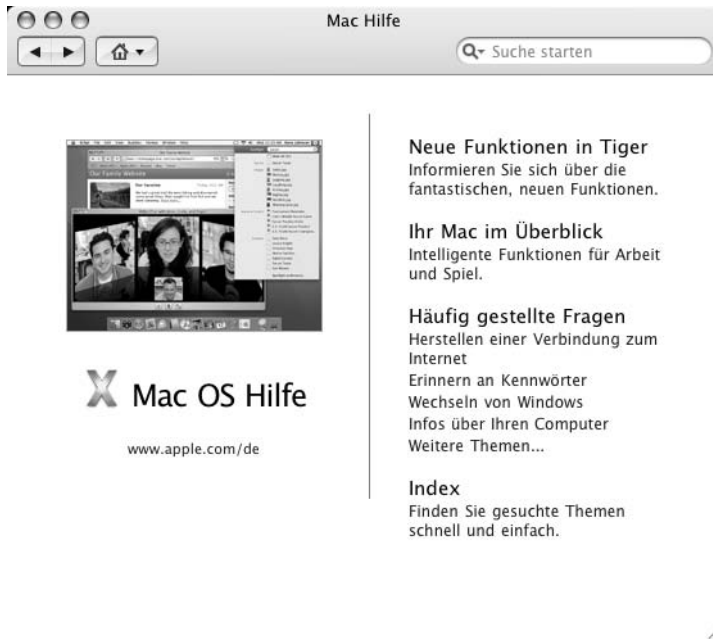 Mac Hilfe
Suche starten
Our Family Website
Neue Funktionen in Tiger
Informieren Sie sich über die
fantastischen, neuen Funktionen.
Ihr Mac im Überblick
Intelligente Funktionen für Arbeit
und Spiel.
Häufig gestellte Fragen
Herstellen einer Verbindung zum
Internet
Erinnern an Kennwörter
Wechseln von Windows
Infos über Ihren Computer
Weitere Themen...
Index
Finden Sie gesuchte Themen
schnell und einfach.
X Mac OS Hilfe
www.apple.com/de